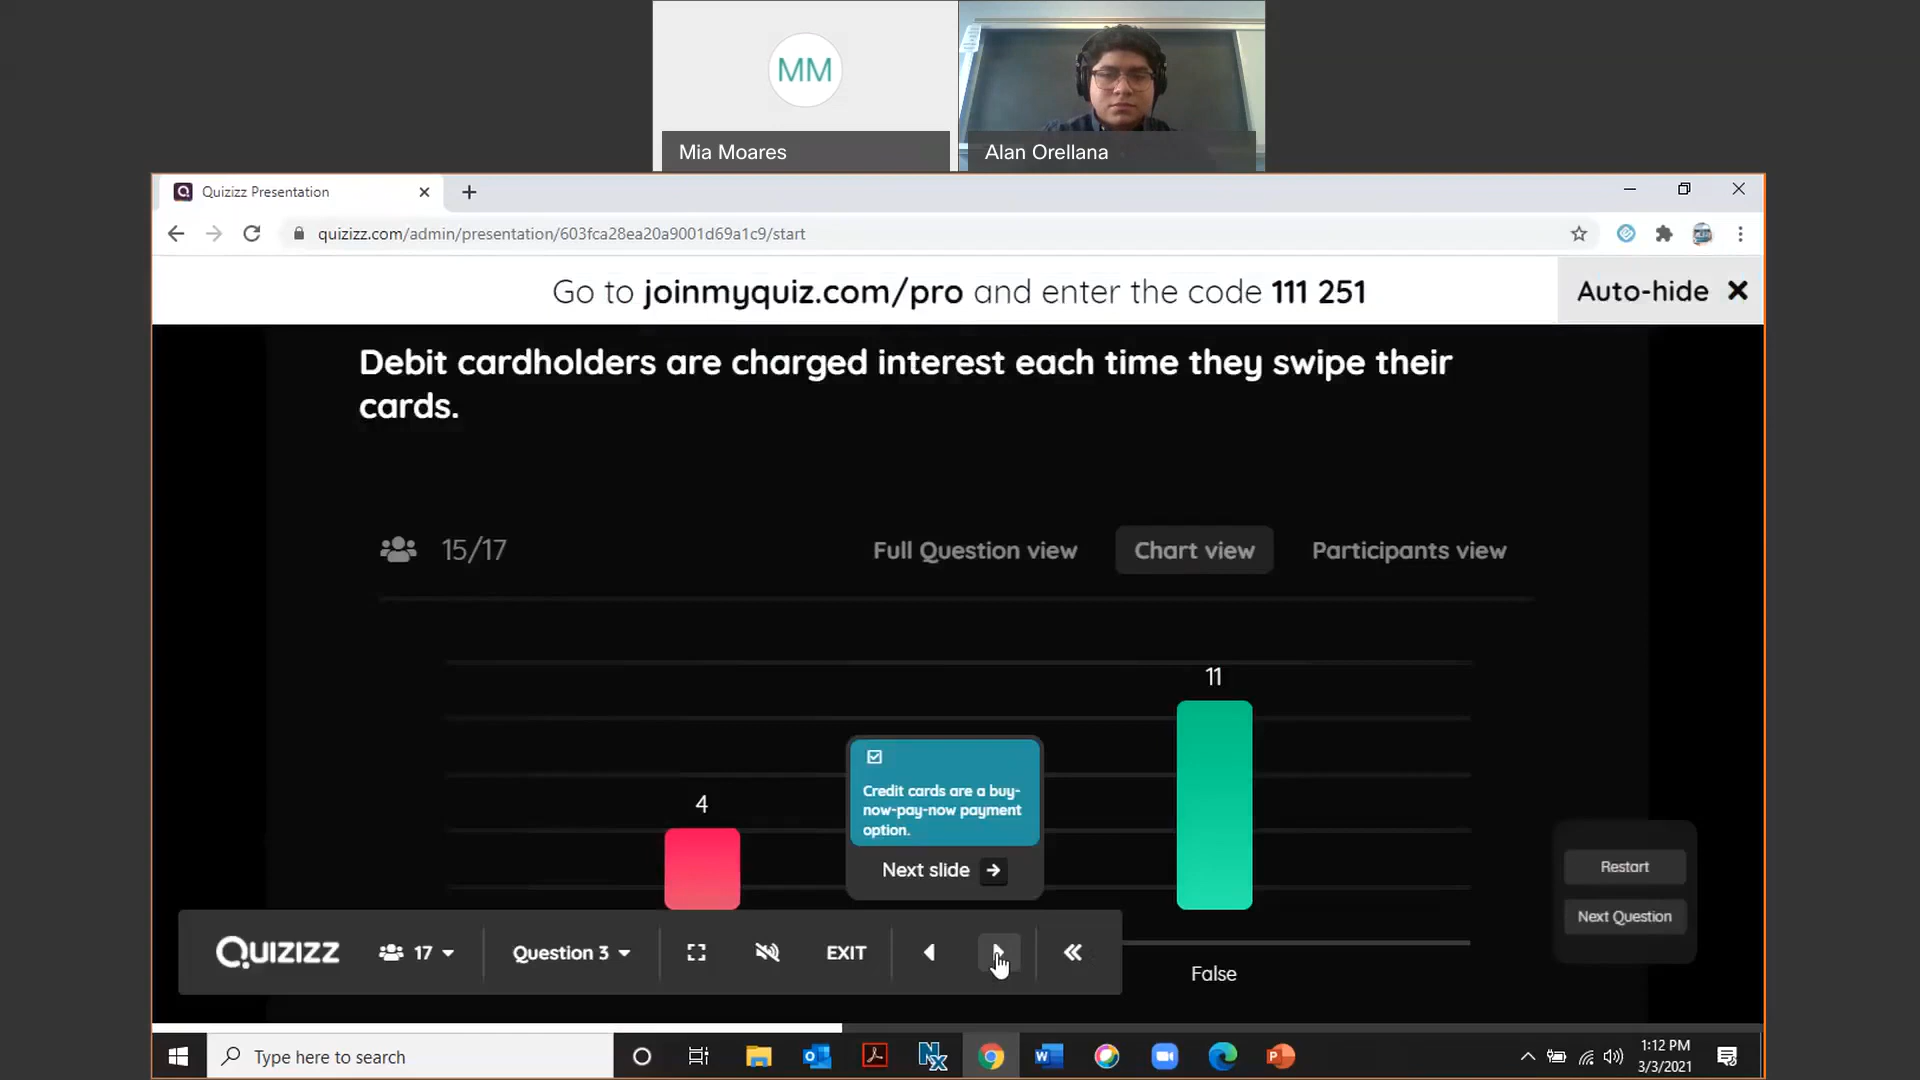 MM
Mia Moares
Alan Orellana
Quizizz Presentation
quizizz.com/admin/presentation/603fca28ea20a9001d69a1c9/start
Go to joinmyquiz.com/pro and enter the code 111 251
Auto-hide
Debit cardholders are charged interest each time they swipe their
cards.
15/17
Full Question view
Chart view
Participants view
11
4
Credit cards are a buy-
now-pay-now payment
option.
Next slide
Restart
Next Question
QUIZIZZ
17
Question 3
EXIT
False
Type here to search
1:12 PM
3/3/2021